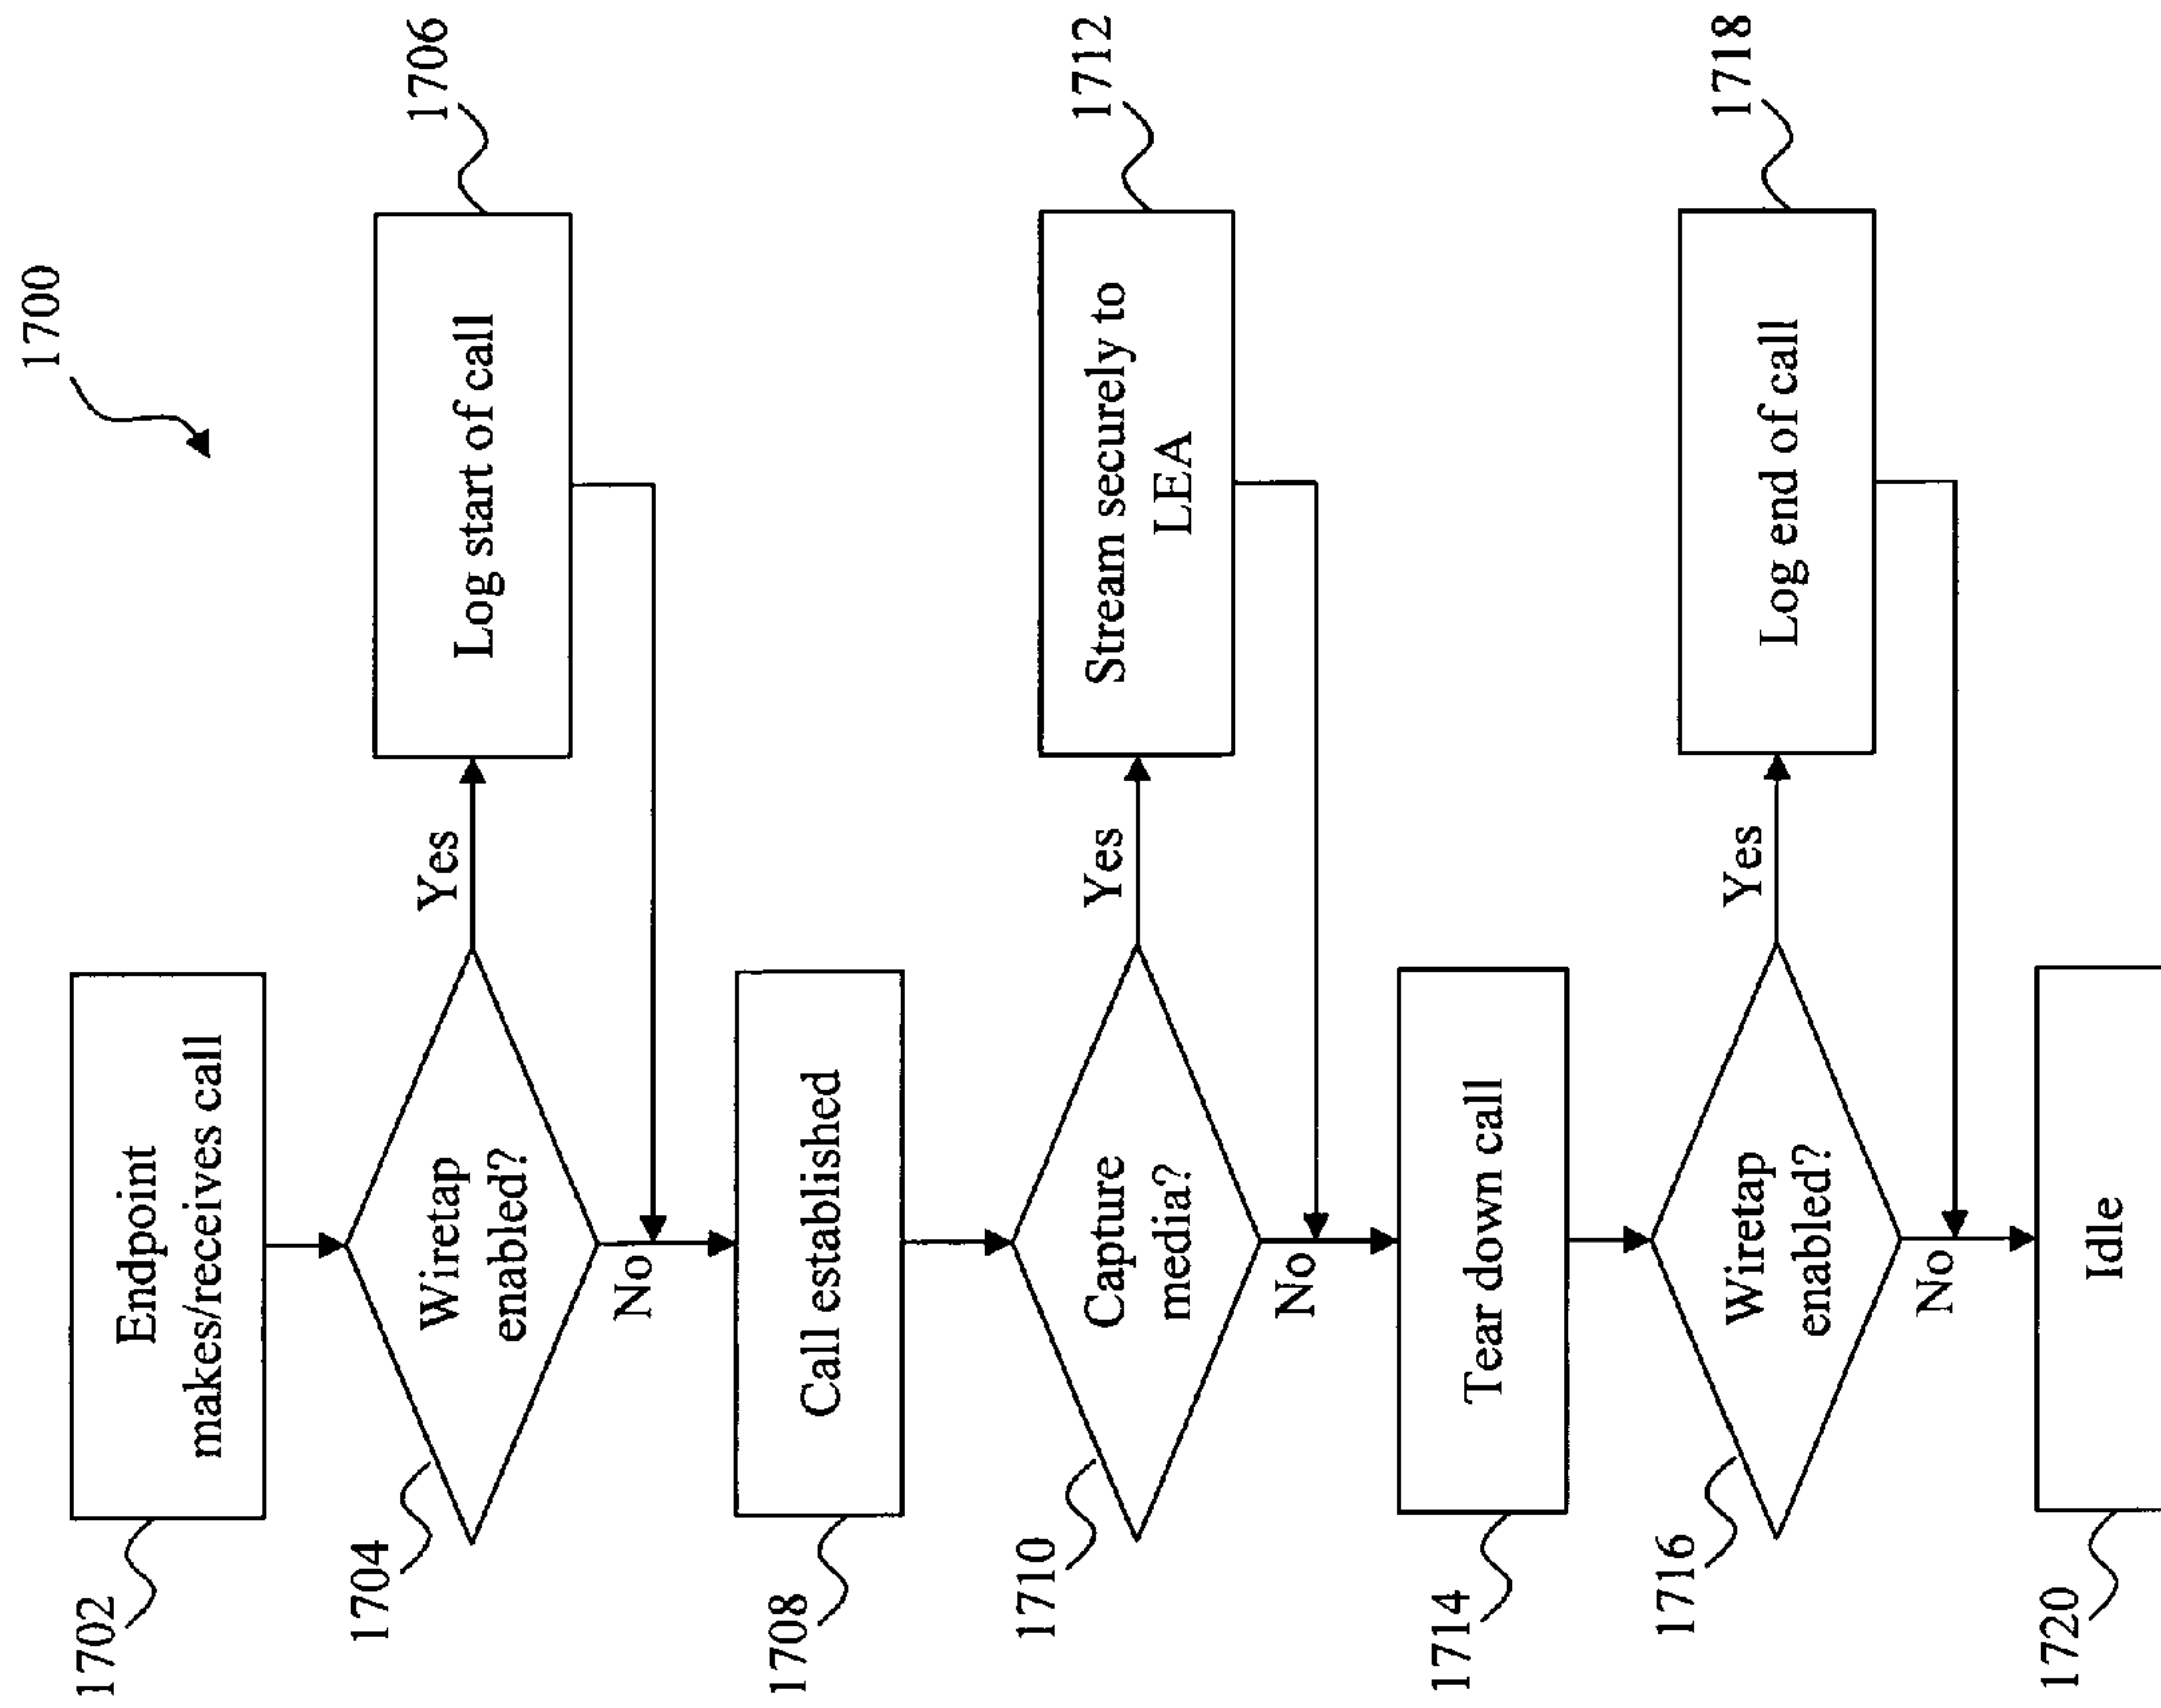 1700
1702
Endpoint
makes/receives call
1704
Wiretap
enabled?
Yes
Log start of call
1706
No
1708
Call established
1710
Capture
media?
Yes
Stream securely to
LEA
1712
No
1714
Tear down call
1716
Wiretap
enabled?
Yes
Log end of call
1718
No
1720
Idle